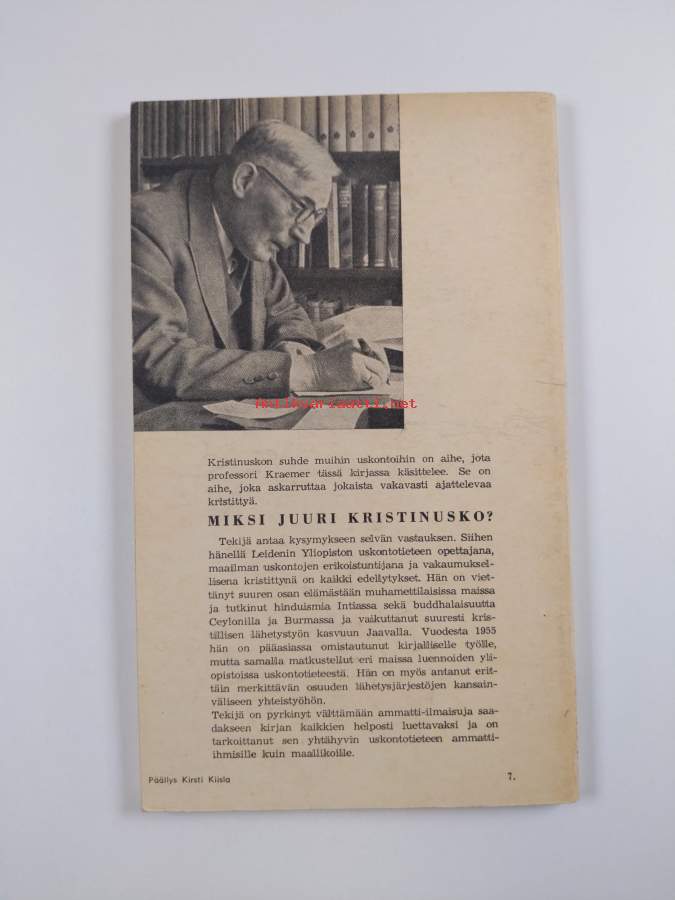 Antikvariaatti.net
Kristinuskon suhde muihin uskontoihin on aihe, jota
professori Kraemer tässä kirjassa käsittelee. Se on
aihe, joka askarruttaa jokaista vakavasti ajattelevaa
kristittyä.
MIKSI JUURI KRISTINUSKO?
Tekijä antaa kysymykseen selvän vastauksen. Siihen
hänellä Leidenin Yliopiston uskontotieteen opettajana,
maailman uskontojen erikoistuntijana ja vakaumuksel-
lisena kristittynä on kaikki edellytykset. Hän on viet-
tänyt suuren osan elämästään muhamettilaisissa maissa
ja tutkinut hinduismia Intiassa sekä buddhalaisuutta
Ceylonilla ja Burmassa ja vaikuttanut suuresti kris-
tillisen lähetystyön kasvuun Jaavalla. Vuodesta 1955
hän on pääasiassa omistautunut kirjalliselle työlle,
mutta samalla matkustellut eri maissa luennoiden yli-
opistoissa uskontotieteestä. Hän on myös antanut erit-
täin merkittävän osuuden lähetysjärjestöjen kansain-
väliseen yhteistyöhön.
Tekijä on pyrkinyt välttämään ammatti-ilmaisuja saa-
dakseen kirjan kaikkien helposti luettavaksi ja on
tarkoittanut sen yhtähyvin uskontotieteen ammatti-
ihmisille kuin maallikoille.
Päällys Kirsti Kiisla
7.